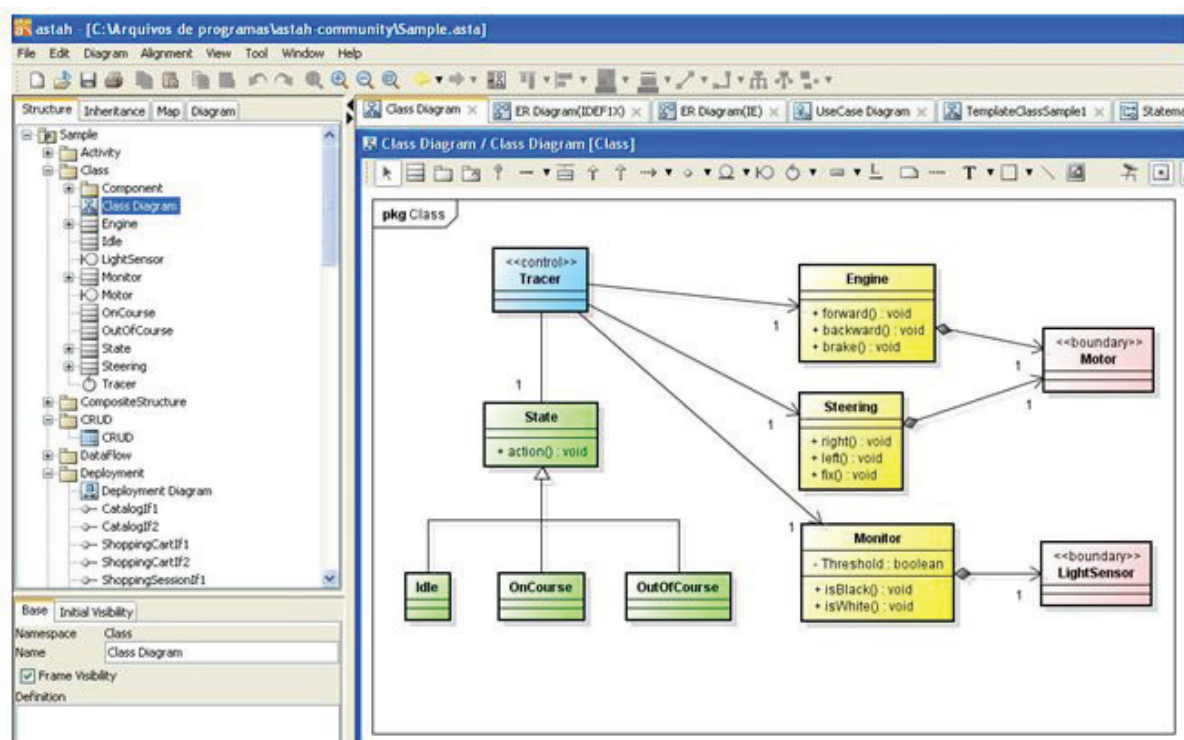 astah - [C:\Arquivos de programas\astah-community\Sample.asta]
File Edit Diagram Alignment View Tool Window Help
Structure Inheritance Map Diagram
Sample
Activity
Class
Component
Class Diagram
Engine
Idle
LightSensor
Monitor
Motor
OnCourse
OutOfCourse
State
Steering
Tracer
CompositeStructure
CRUD
CRUD
DataFlow
Deployment
Deployment Diagram
CatalogIf1
CatalogIf2
ShoppingCartIf1
ShoppingCartIf2
ShoppingSessionIf1
Base Initial Visibility
Namespace Class
Name Class Diagram
Frame Visibility
Definition
Class Diagram ER Diagram(IDEF1X) ER Diagram(IE) UseCase Diagram TemplateClassSample1 Statema
Class Diagram / Class Diagram [Class]
T
pkg Class
<<control>>
Tracer
1
State
+ action() : void
Idle
OnCourse
OutOfCourse
1
Engine
+ forward() : void
+ backward() : void
+ brake() : void
1
Steering
+ right() : void
+ left() : void
+ fix() : void
1
Monitor
- Threshold : boolean
+ isBlack() : void
+ isWhite() : void
1
1
<<boundary>>
Motor
1
<<boundary>>
LightSensor